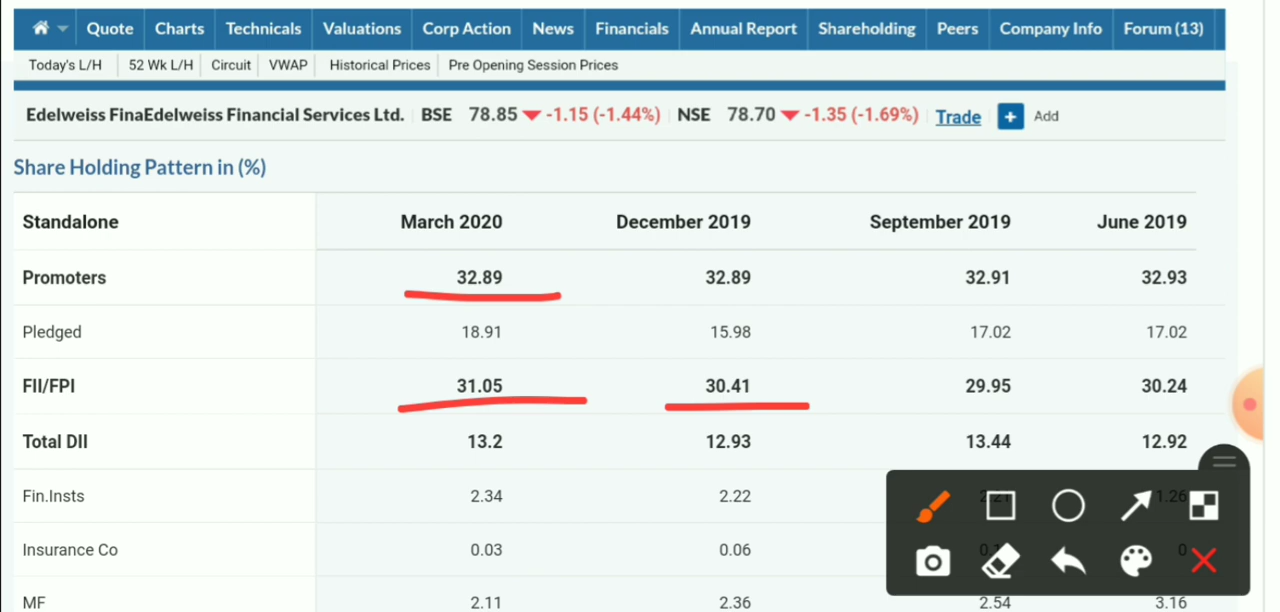 Quote Charts Technicals Valuations Corp Action News Financials Annual Report Shareholding Peers Company Info Forum (13)
Today's L/H 52 Wk L/H Circuit VWAP Historical Prices Pre Opening Session Prices
Edelweiss FinaEdelweiss Financial Services Ltd. BSE 78.85 -1.15 (-1.44%) NSE 78.70 -1.35 (-1.69%) Trade + Add
Share Holding Pattern in (%)
Standalone March 2020 December 2019 September 2019 June 2019
Promoters 32.89 32.89 32.91 32.93
Pledged 18.91 15.98 17.02 17.02
FII/FPI 31.05 30.41 29.95 30.24
Total DII 13.2 12.93 13.44 12.92
Fin.Insts 2.34 2.22 2.21 1.26
Insurance Co 0.03 0.06 0
MF 2.11 2.36 2.54 3.16